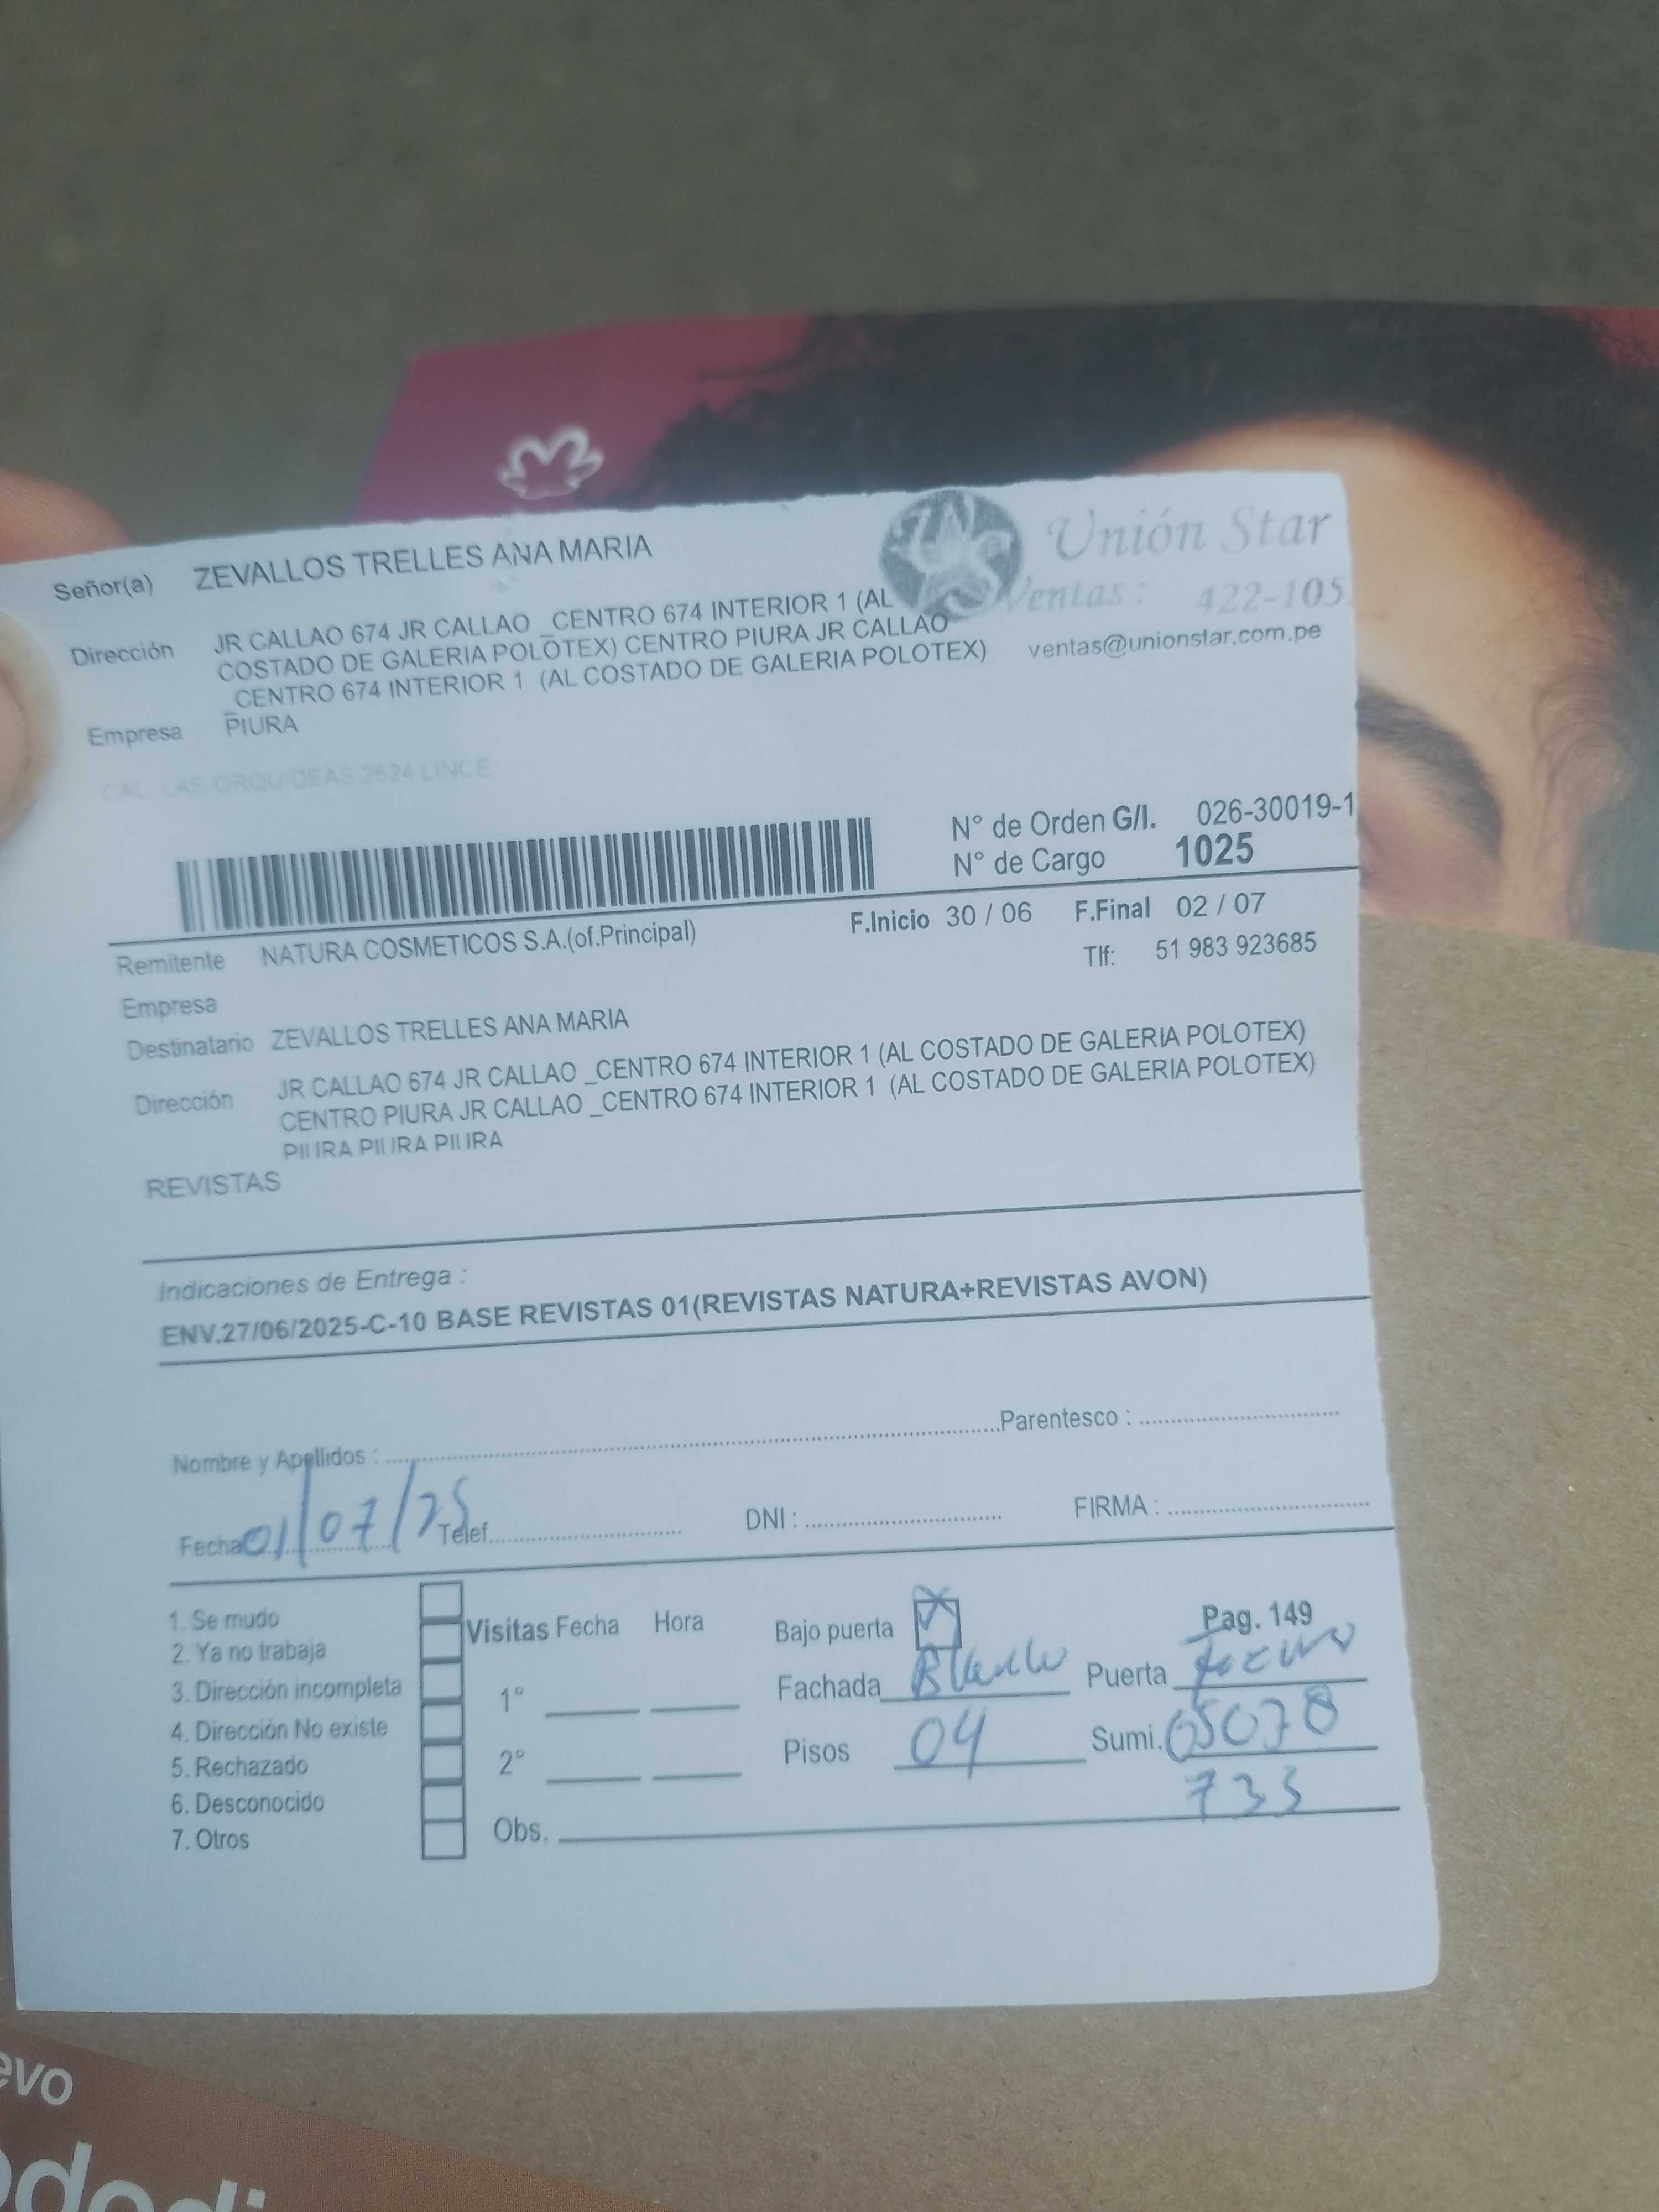 Señor(a) ZEVALLOS TRELLES ANA MARIA
Unión Star
Ventas : 422-105
ventas@unionstar.com.pe
Dirección JR CALLAO 674 JR CALLAO _CENTRO 674 INTERIOR 1 (AL
COSTADO DE GALERIA POLOTEX) CENTRO PIURA JR CALLAO
_CENTRO 674 INTERIOR 1 (AL COSTADO DE GALERIA POLOTEX)
PIURA
Empresa
CAL. LAS ORQUIDEAS 2624 LINCE
N° de Orden G/I. 026-30019-1
N° de Cargo 1025
F.Inicio 30 / 06 F.Final 02 / 07
Remitente NATURA COSMETICOS S.A.(of.Principal)
Tlf: 51 983 923685
Empresa
Destinatario ZEVALLOS TRELLES ANA MARIA
Dirección JR CALLAO 674 JR CALLAO _CENTRO 674 INTERIOR 1 (AL COSTADO DE GALERIA POLOTEX)
CENTRO PIURA JR CALLAO _CENTRO 674 INTERIOR 1 (AL COSTADO DE GALERIA POLOTEX)
PIURA PIURA PIURA
REVISTAS
Indicaciones de Entrega :
ENV.27/06/2025-C-10 BASE REVISTAS 01(REVISTAS NATURA+REVISTAS AVON)
Nombre y Apellidos : Parentesco :
Fecha 01/07/25 Telef. DNI : FIRMA :
1. Se mudo
2. Ya no trabaja
3. Dirección incompleta
4. Dirección No existe
5. Rechazado
6. Desconocido
7. Otros
Visitas Fecha Hora
1°
2°
Obs.
Bajo puerta
Pag. 149
Fachada Puerta
Pisos 04 Sumi. 05078
733
evo